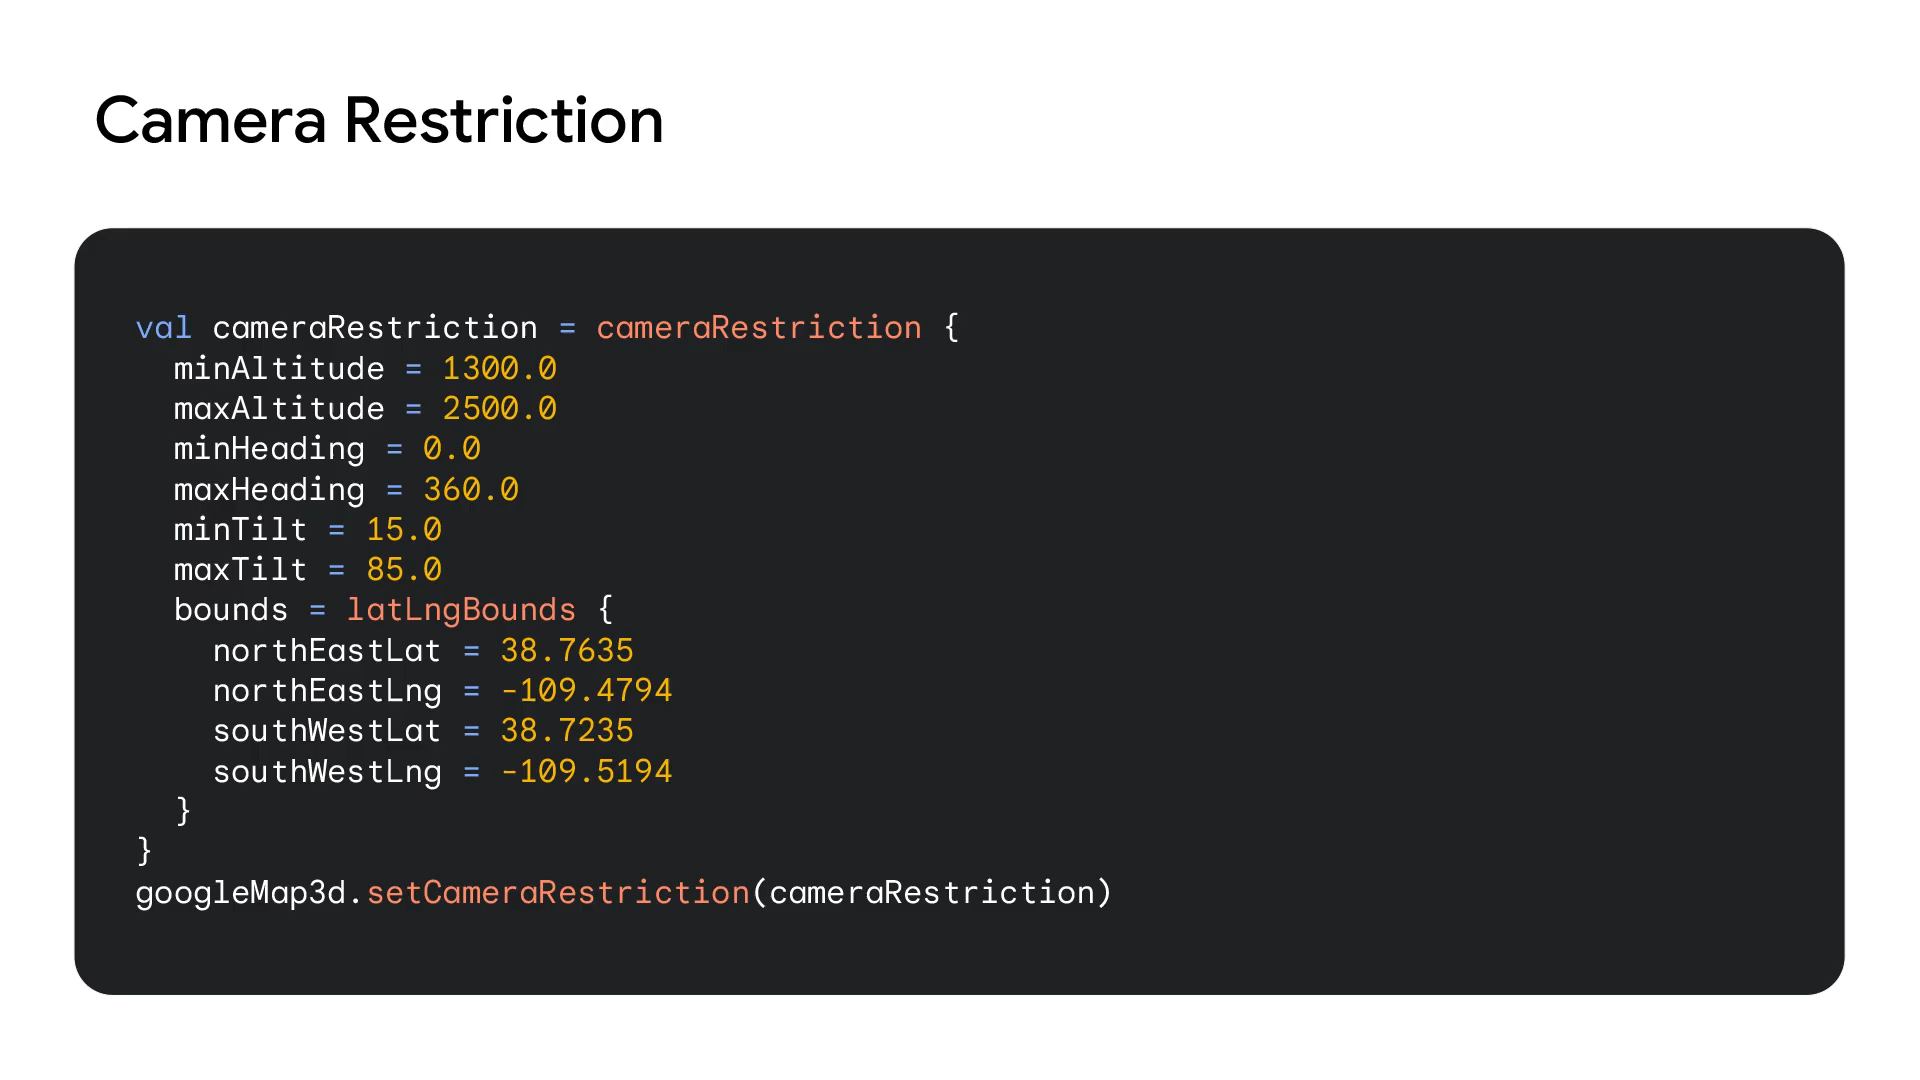 Camera Restriction
val cameraRestriction = cameraRestriction {
  minAltitude = 1300.0
  maxAltitude = 2500.0
  minHeading = 0.0
  maxHeading = 360.0
  minTilt = 15.0
  maxTilt = 85.0
  bounds = latLngBounds {
    northEastLat = 38.7635
    northEastLng = -109.4794
    southWestLat = 38.7235
    southWestLng = -109.5194
  }
}
googleMap3d.setCameraRestriction(cameraRestriction)